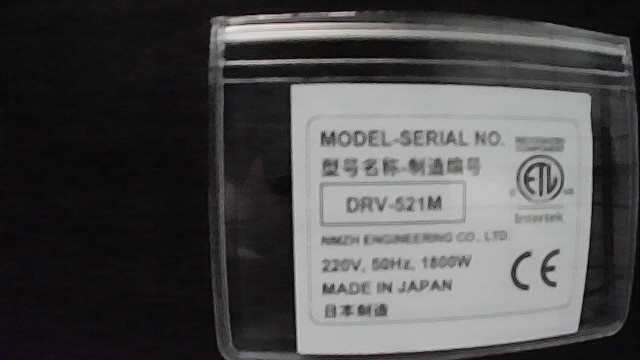 MODEL-SERIAL NO.
型号名称-制造编号
DRV-521M
ENGINEERING CO., LTD.
220V, 50Hz, 1800W
MADE IN JAPAN
日本制造
ETL
Intertek
CE